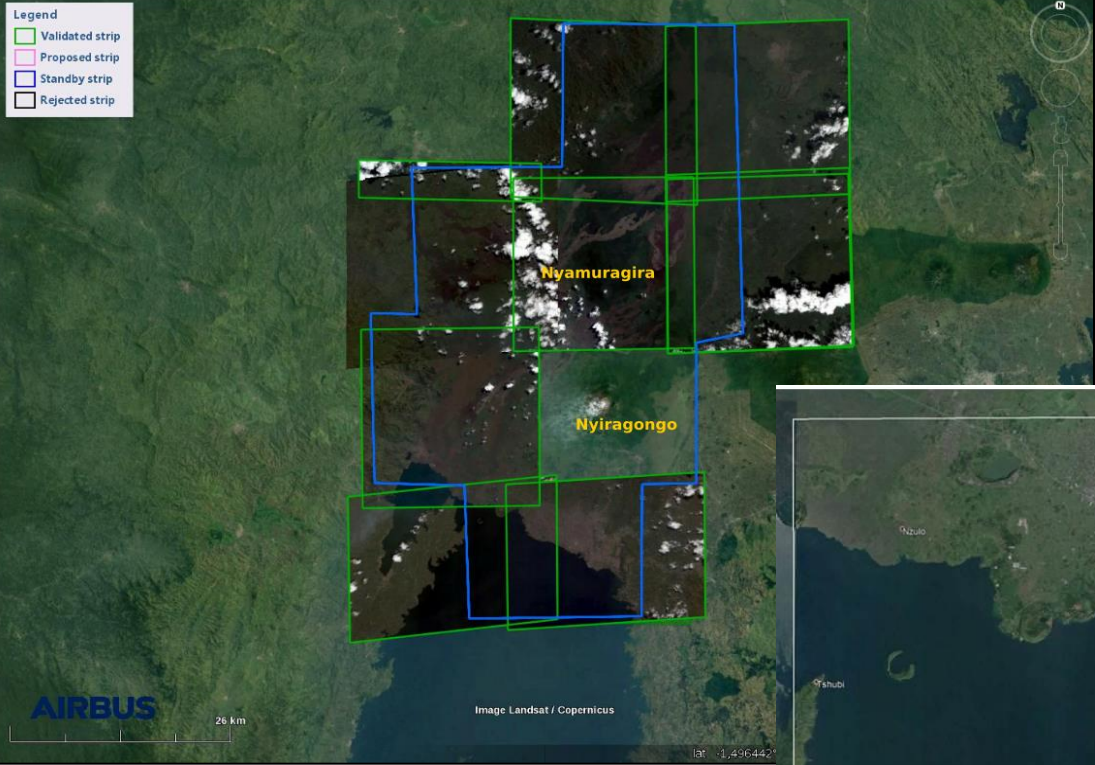 Legend
Validated strip
Proposed strip
Standby strip
Rejected strip
N
Nyamuragira
Nyiragongo
Nzulo
Tshubi
AIRBUS
26 km
Image Landsat / Copernicus
lat -1,496442°